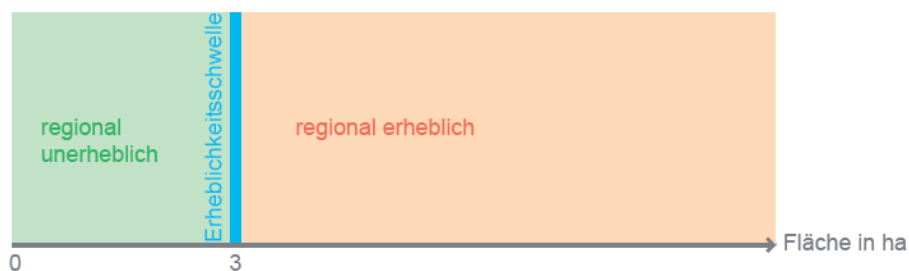 Erheblichkeitsschwelle
regional
unerheblich
regional erheblich
Fläche in ha
0
3